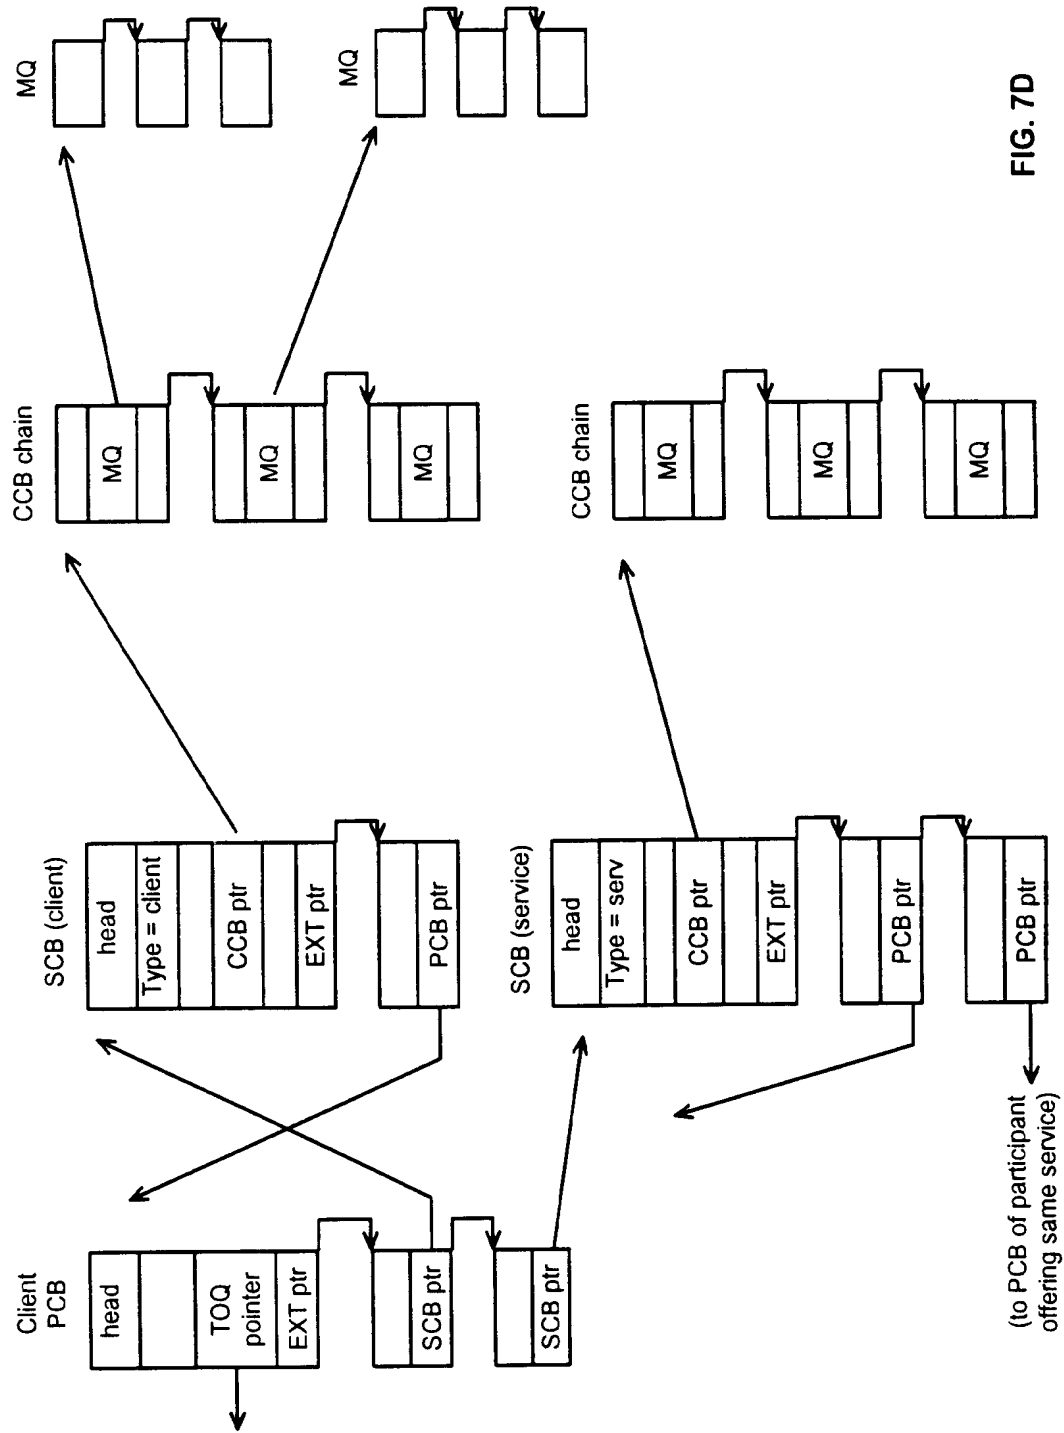 Client
PCB
head
TOQ
pointer
EXT ptr
SCB ptr
SCB ptr
SCB (client)
head
Type = client
CCB ptr
EXT ptr
PCB ptr
SCB (service)
head
Type = serv
CCB ptr
EXT ptr
PCB ptr
PCB ptr
(to PCB of participant
offering same service)
CCB chain
MQ
MQ
MQ
CCB chain
MQ
MQ
MQ
MQ
MQ
FIG. 7D